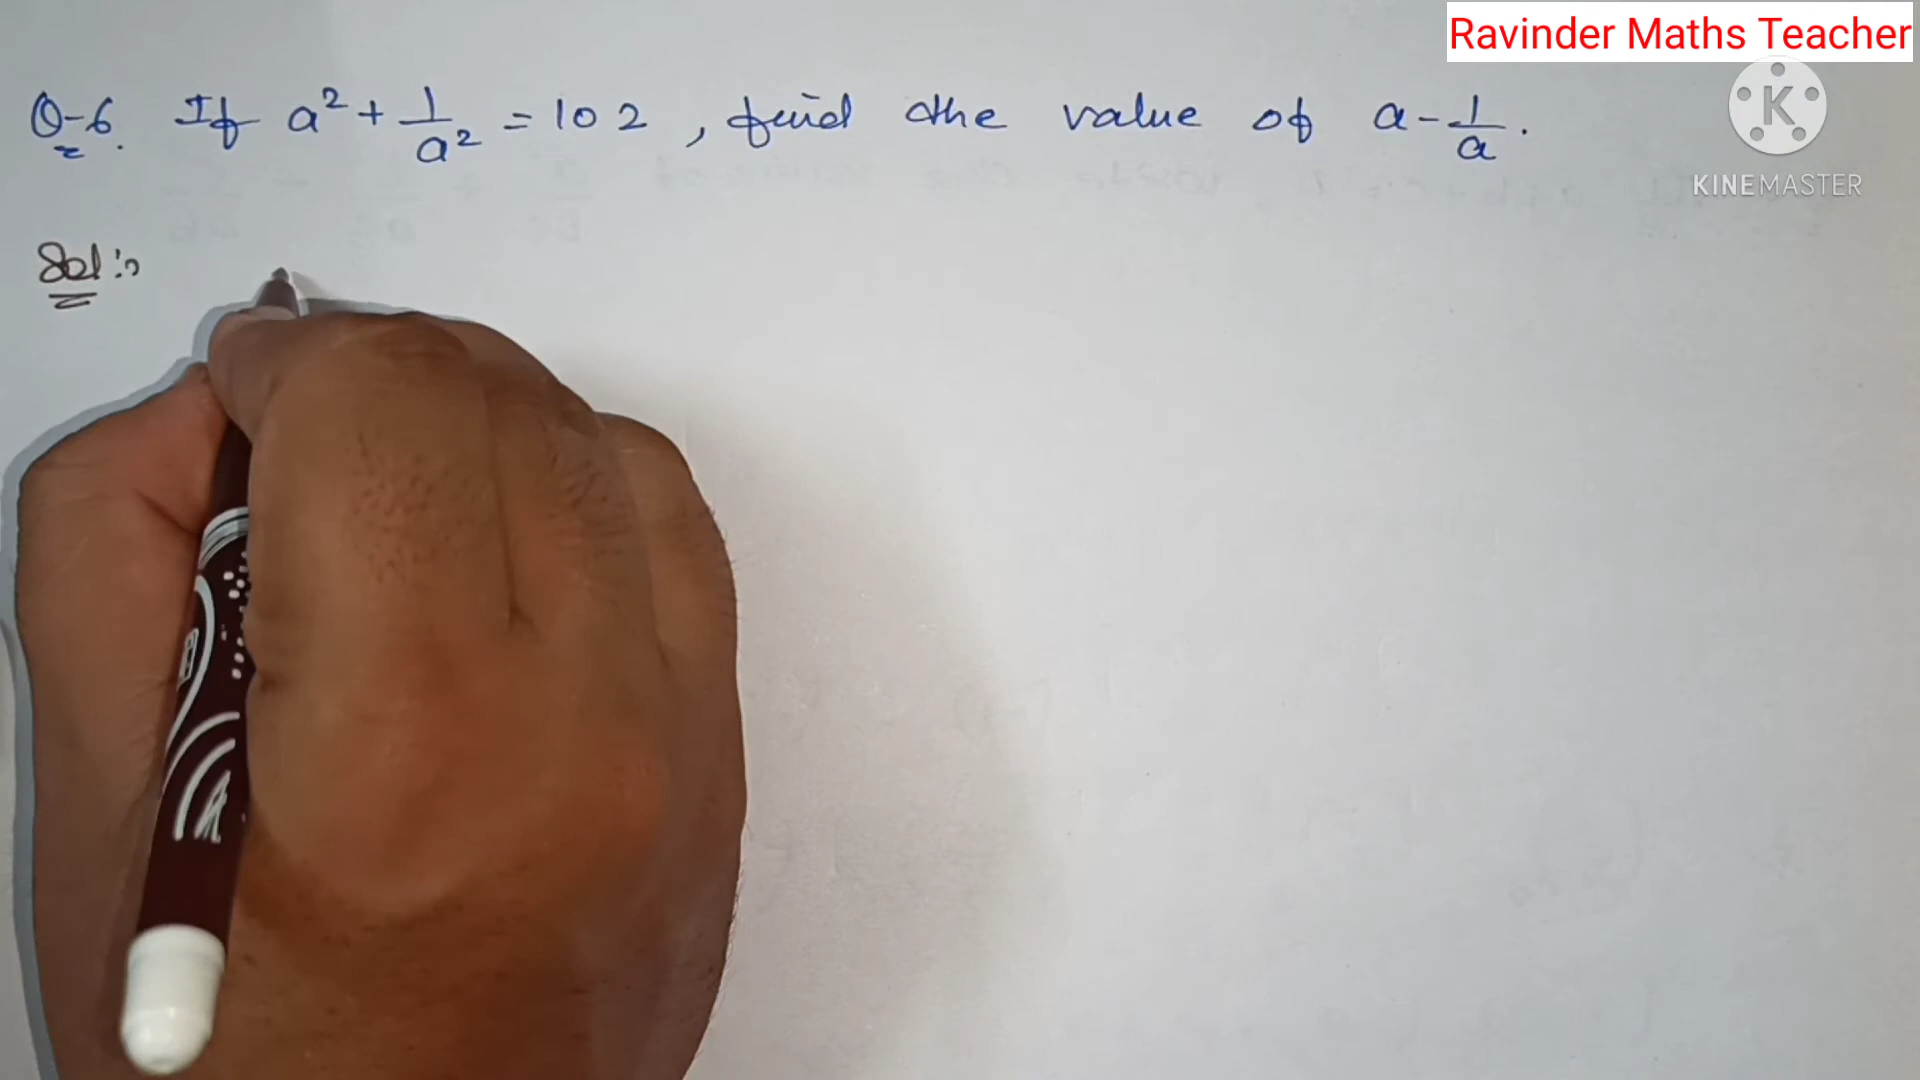 Ravinder Maths Teacher
Q-6. If a² + 1/a² = 102, find the value of a - 1/a.
K
KINEMASTER
Sol: